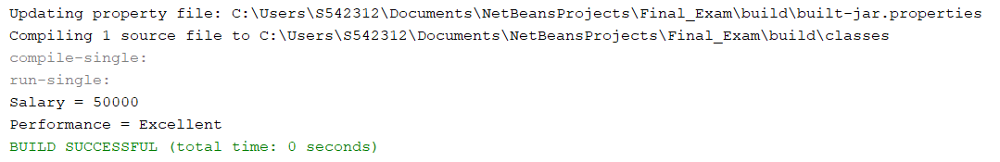 Updating property file: C:\Users\S542312\Documents\NetBeansProjects\Final_Exam\build\built-jar.properties
Compiling 1 source file to C:\Users\S542312\Documents\NetBeansProjects\Final_Exam\build\classes
compile-single:
run-single:
Salary = 50000
Performance = Excellent
BUILD SUCCESSFUL (total time: 0 seconds)